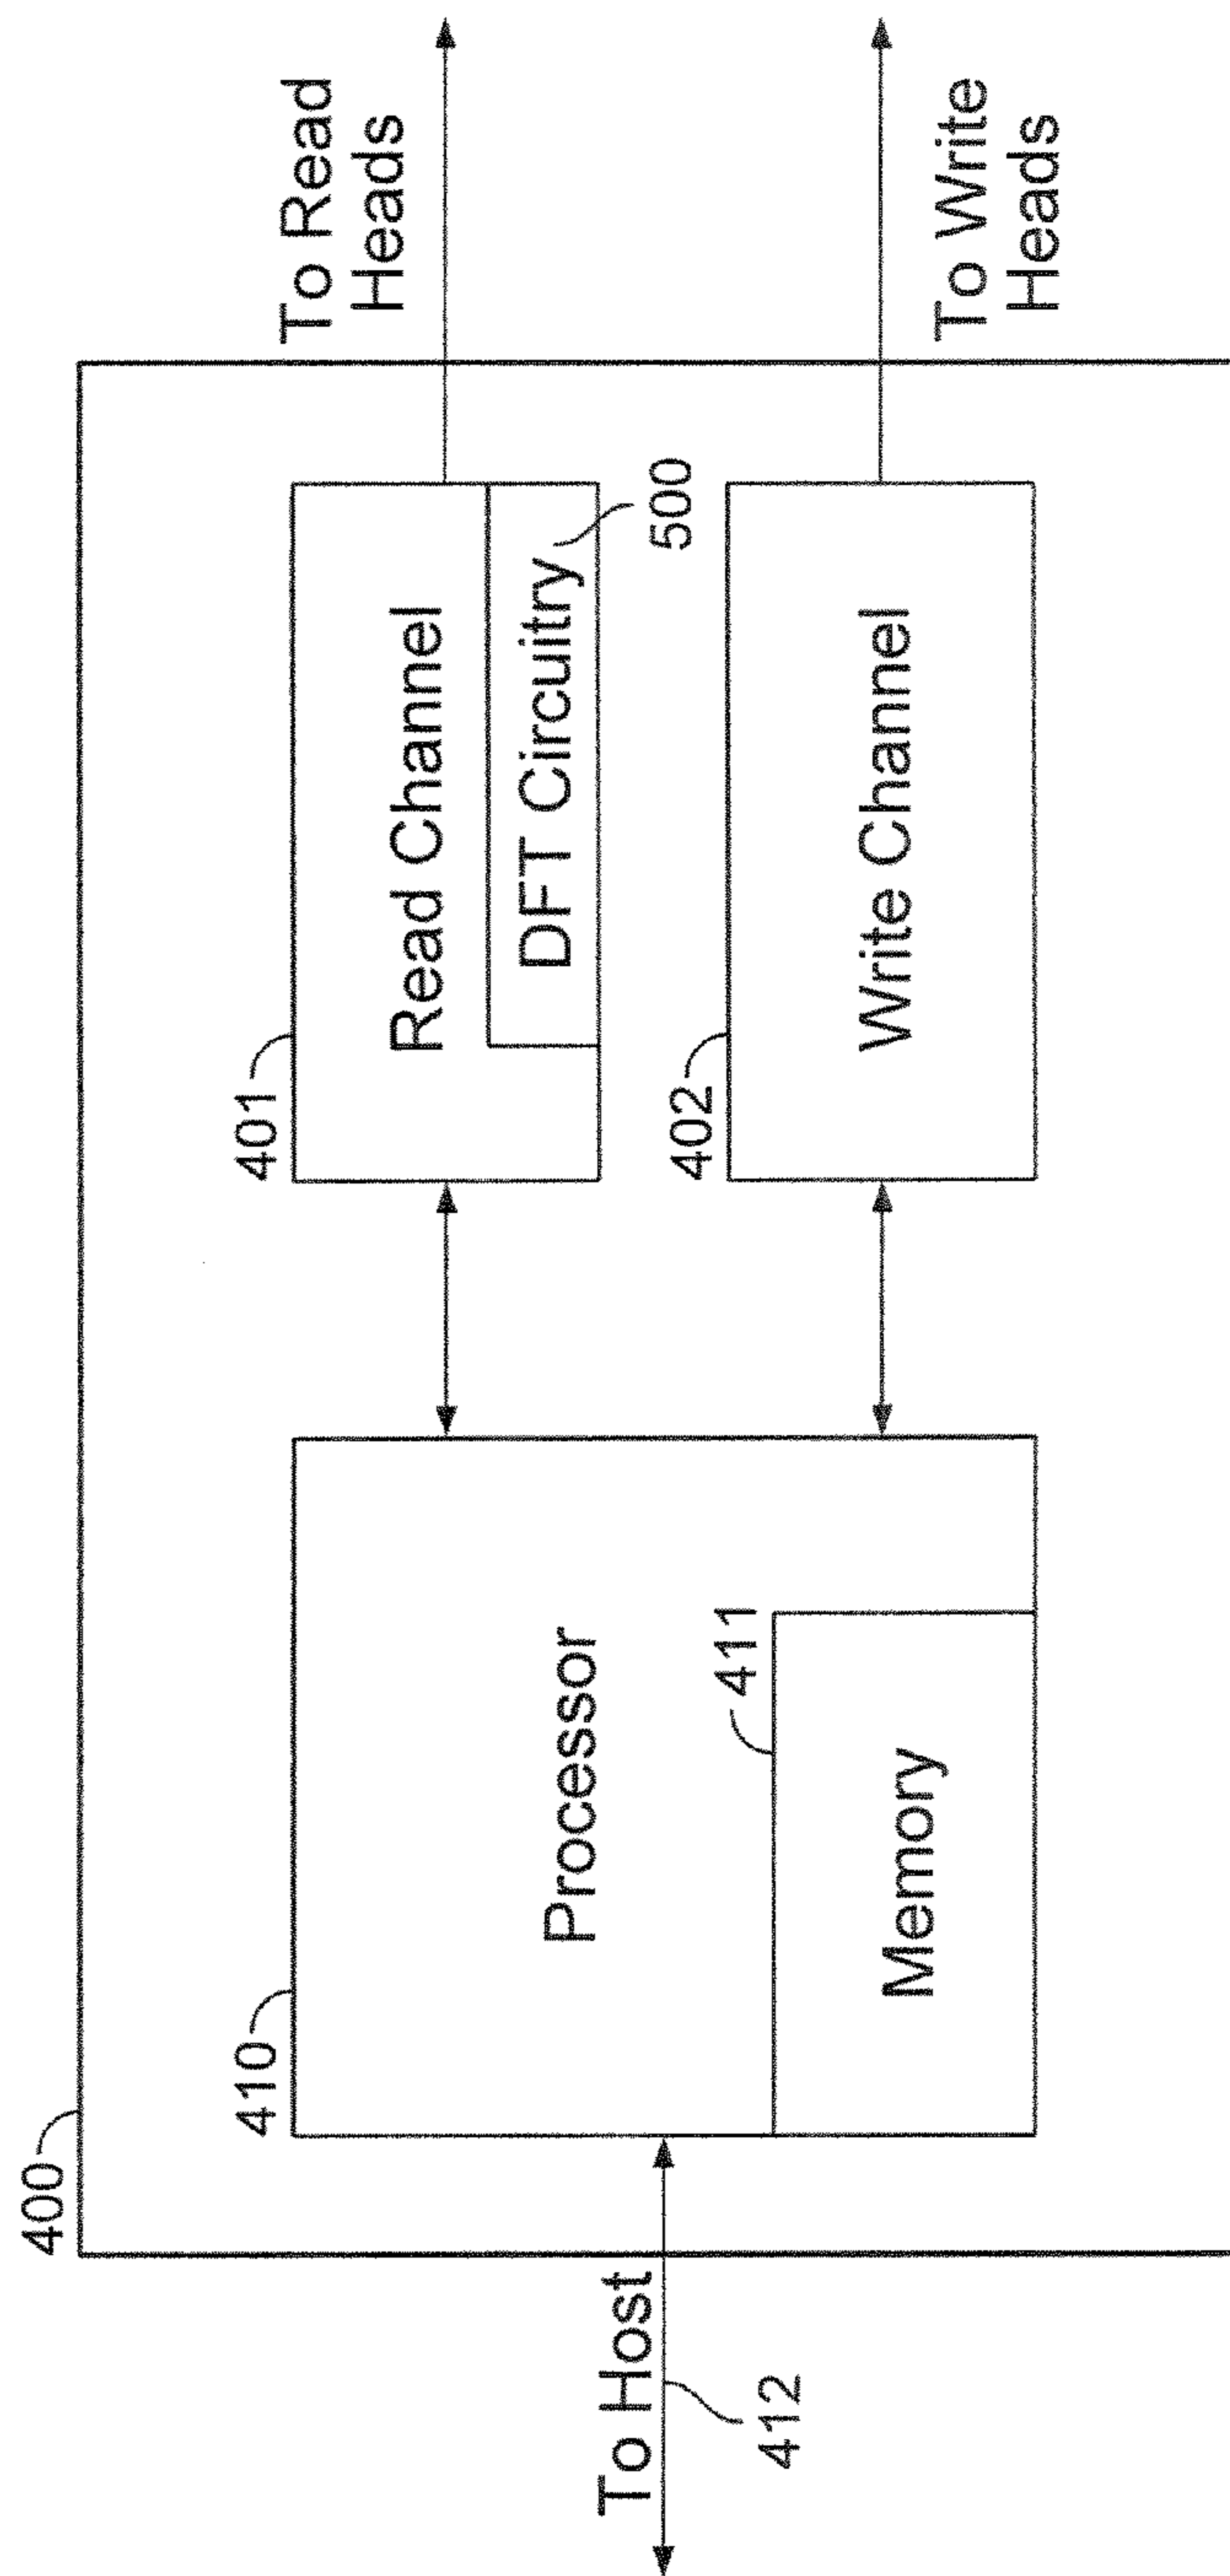 400
410
Processor
411
Memory
To Host
412
401
Read Channel
DFT Circuitry
500
402
Write Channel
To Read
Heads
To Write
Heads